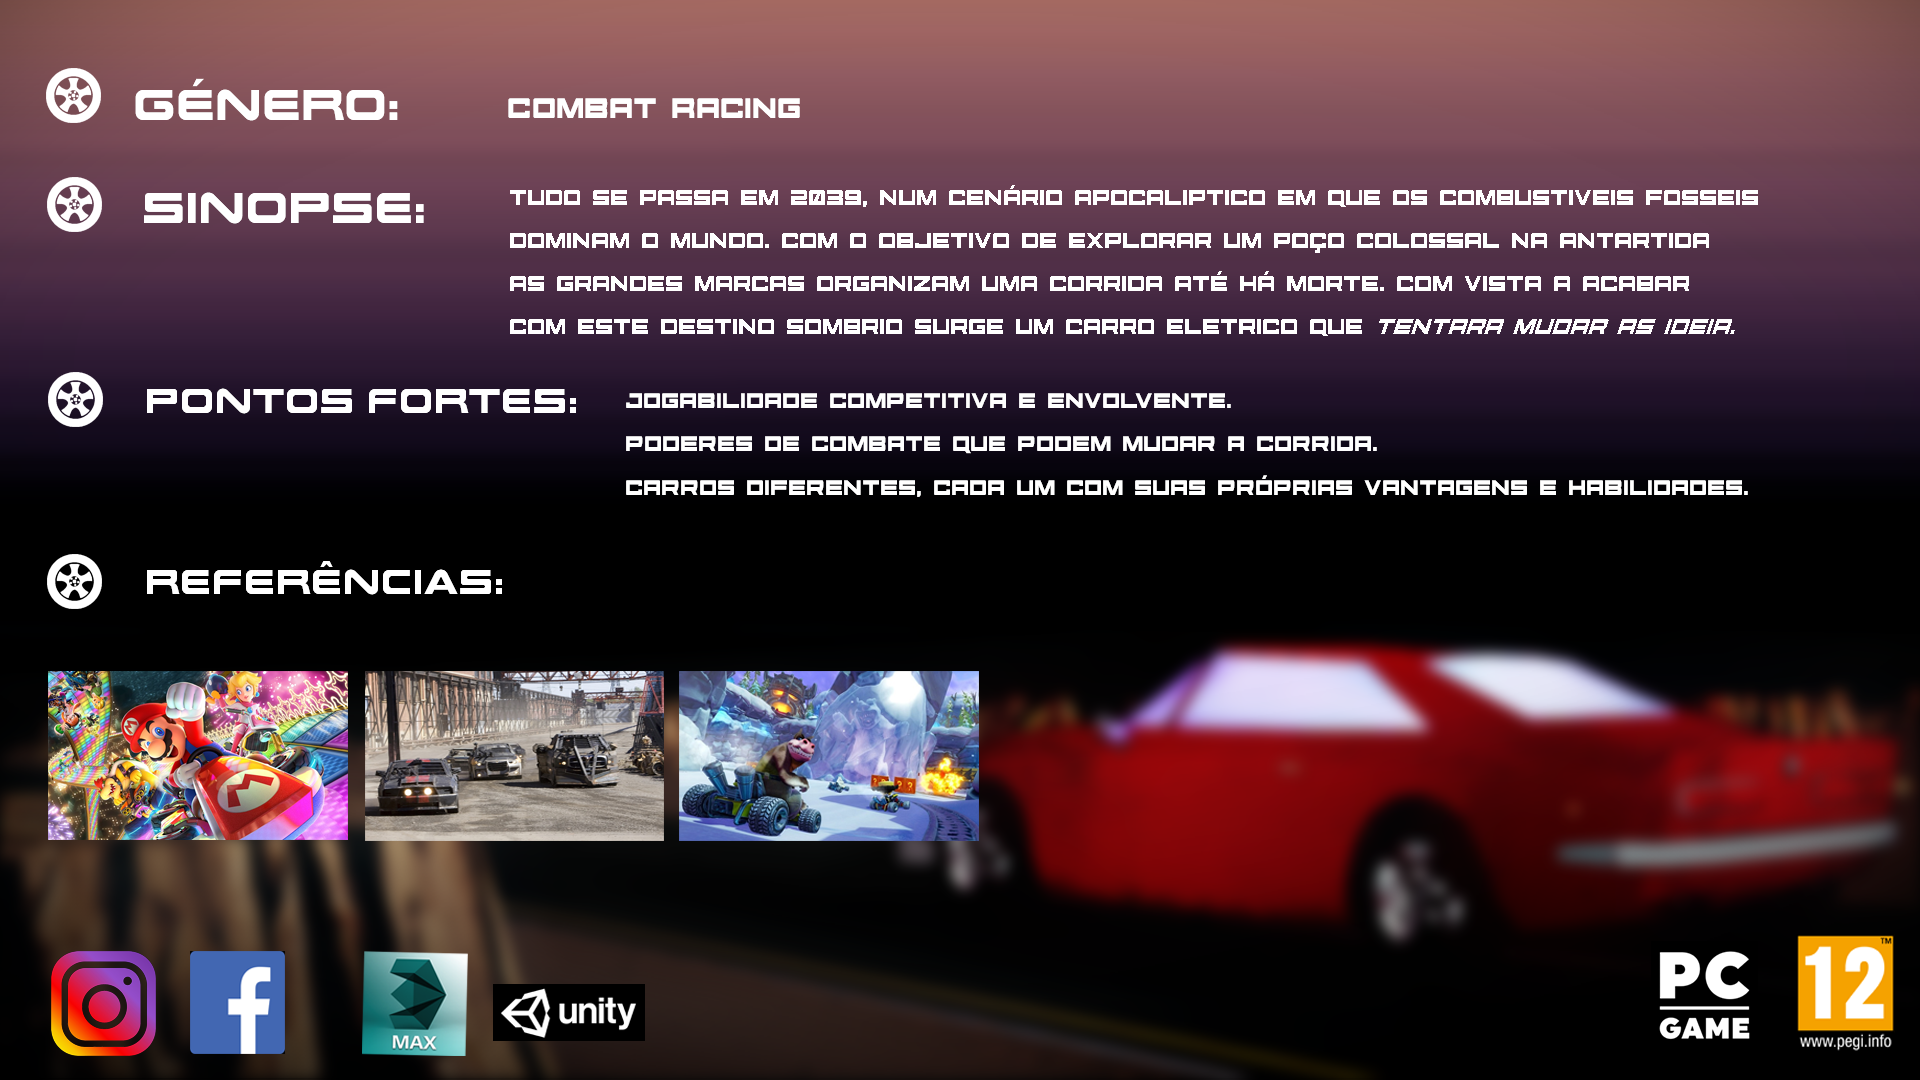 GÉNERO:
COMBAT RACING
SINOPSE:
TUDO SE PASSA EM 2039, NUM CENÁRIO APOCALIPTICO EM QUE OS COMBUSTIVEIS FOSSEIS
DOMINAM O MUNDO. COM O OBJETIVO DE EXPLORAR UM POÇO COLOSSAL NA ANTARTIDA
AS GRANDES MARCAS ORGANIZAM UMA CORRIDA ATÉ HÁ MORTE. COM VISTA A ACABAR
COM ESTE DESTINO SOMBRIO SURGE UM CARRO ELETRICO QUE TENTARA MUDAR AS IDEIA.
PONTOS FORTES:
JOGABILIDADE COMPETITIVA E ENVOLVENTE.
PODERES DE COMBATE QUE PODEM MUDAR A CORRIDA.
CARROS DIFERENTES, CADA UM COM SUAS PRÓPRIAS VANTAGENS E HABILIDADES.
REFERÊNCIAS:
MAX
unity
PC
GAME
12™
www.pegi.info